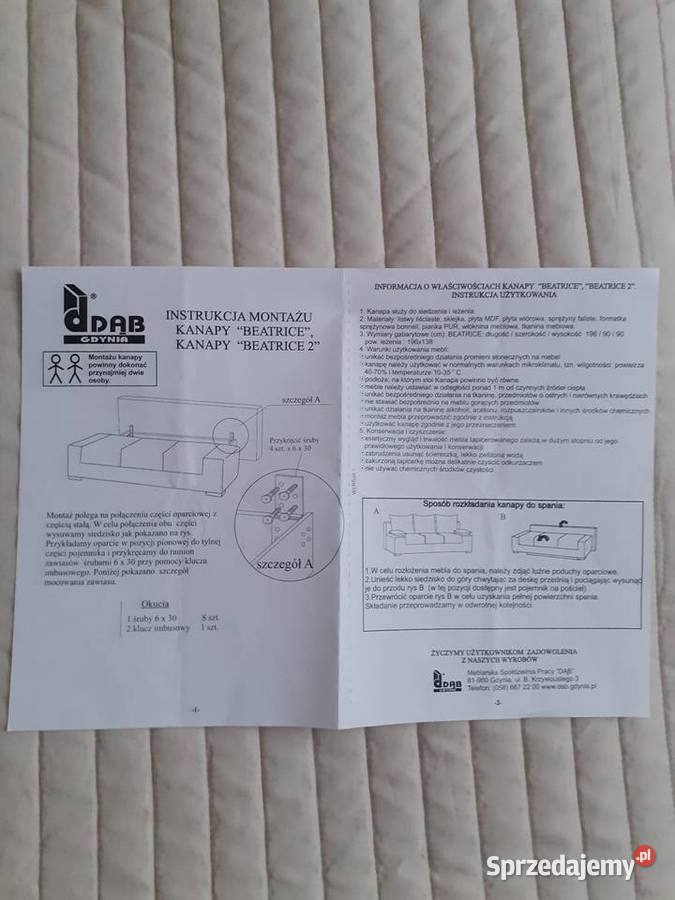 dDĄB ®
GDYNIA
INSTRUKCJA MONTAŻU
KANAPY "BEATRICE",
KANAPY "BEATRICE 2"
Montażu kanapy
powinny dokonać
przynajmniej dwie
osoby.
szczegół A
Przykręcić śruby
4 szt. x 6 x 30
szczegół A
Montaż polega na połączeniu części oparciowej z
częścią stałą. W celu połączenia obu części
wysuwamy siedzisko jak pokazano na rys.
Przykładamy oparcie w pozycji pionowej do tylnej
części pojemnika i przykręcamy do ramion
zawiasów śrubami 6 x 30 przy pomocy klucza
imbusowego. Poniżej pokazano szczegół
mocowania zawiasu.
Okucia
1.śruby 6 x 30 8 szt.
2.klucz imbusowy 1 szt.
-1-
INFORMACJA O WŁAŚCIWOŚCIACH KANAPY "BEATRICE", "BEATRICE 2"
INSTRUKCJA UŻYTKOWANIA
1. Kanapa służy do siedzenia i leżenia.
2. Materiały: listwy liściaste, sklejka, płyta MDF, płyta wiórowa, sprężyny faliste, formatka
sprężynowa bonnell, pianka PUR, włóknina meblowa, tkanina meblowa.
3. Wymiary gabarytowe (cm): BEATRICE: długość / szerokość / wysokość 196 / 90 / 90
pow. leżenia : 196x138
4. Warunki użytkowania mebli:
- unikać bezpośredniego działania promieni słonecznych na mebel
- kanapę należy użytkować w normalnych warunkach mikroklimatu, tzn. wilgotność powietrza
40-70% i temperaturze 10-35 ° C
- podłoże, na którym stoi Kanapa powinno być równe.
- meble należy ustawiać w odległości ponad 1 m od czynnych źródeł ciepła
- unikać bezpośredniego działania na tkaninę, przedmiotów o ostrych i nierównych krawędziach
- nie stawiać bezpośrednio na meblu gorących przedmiotów
- unikać działania na tkaninę alkoholi, acetonu, rozpuszczalników i innych środków chemicznych
- montaż mebla przeprowadzić zgodnie z instrukcją
- użytkować kanapę zgodnie z jego przeznaczeniem.
5. Konserwacja i czyszczenie:
- estetyczny wygląd i trwałość mebla tapicerowanego zależą w dużym stopniu od jego
prawidłowego użytkowania i konserwacji
- zabrudzenia usunąć ściereczką, lekko zwilżoną wodą
- zakurzoną tapicerkę można delikatnie czyścić odkurzaczem
- nie używać chemicznych środków czystości.
Sposób rozkładania kanapy do spania:
A
B
1.W celu rozłożenia mebla do spania, należy zdjąć luźne poduchy oparciowe.
2.Unieść lekko siedzisko do góry chwytając za deskę przednią i pociągając wysunąć
je do przodu rys B (w tej pozycji dostępny jest pojemnik na pościel)
3.Przewrócić oparcie rys B w celu uzyskania pełnej powierzchni spania.
Składanie przeprowadzamy w odwrotnej kolejności.
ŻYCZYMY UŻYTKOWNIKOM ZADOWOLENIA
Z NASZYCH WYROBÓW
dDĄB
GDYNIA
Meblarska Spółdzielnia Pracy "DĄB"
81-960 Gdynia, ul. B. Krzywoustego 3
Telefon: (058) 667 22 00 www.dab.gdynia.pl
-2-
Sprzedajemy.pl